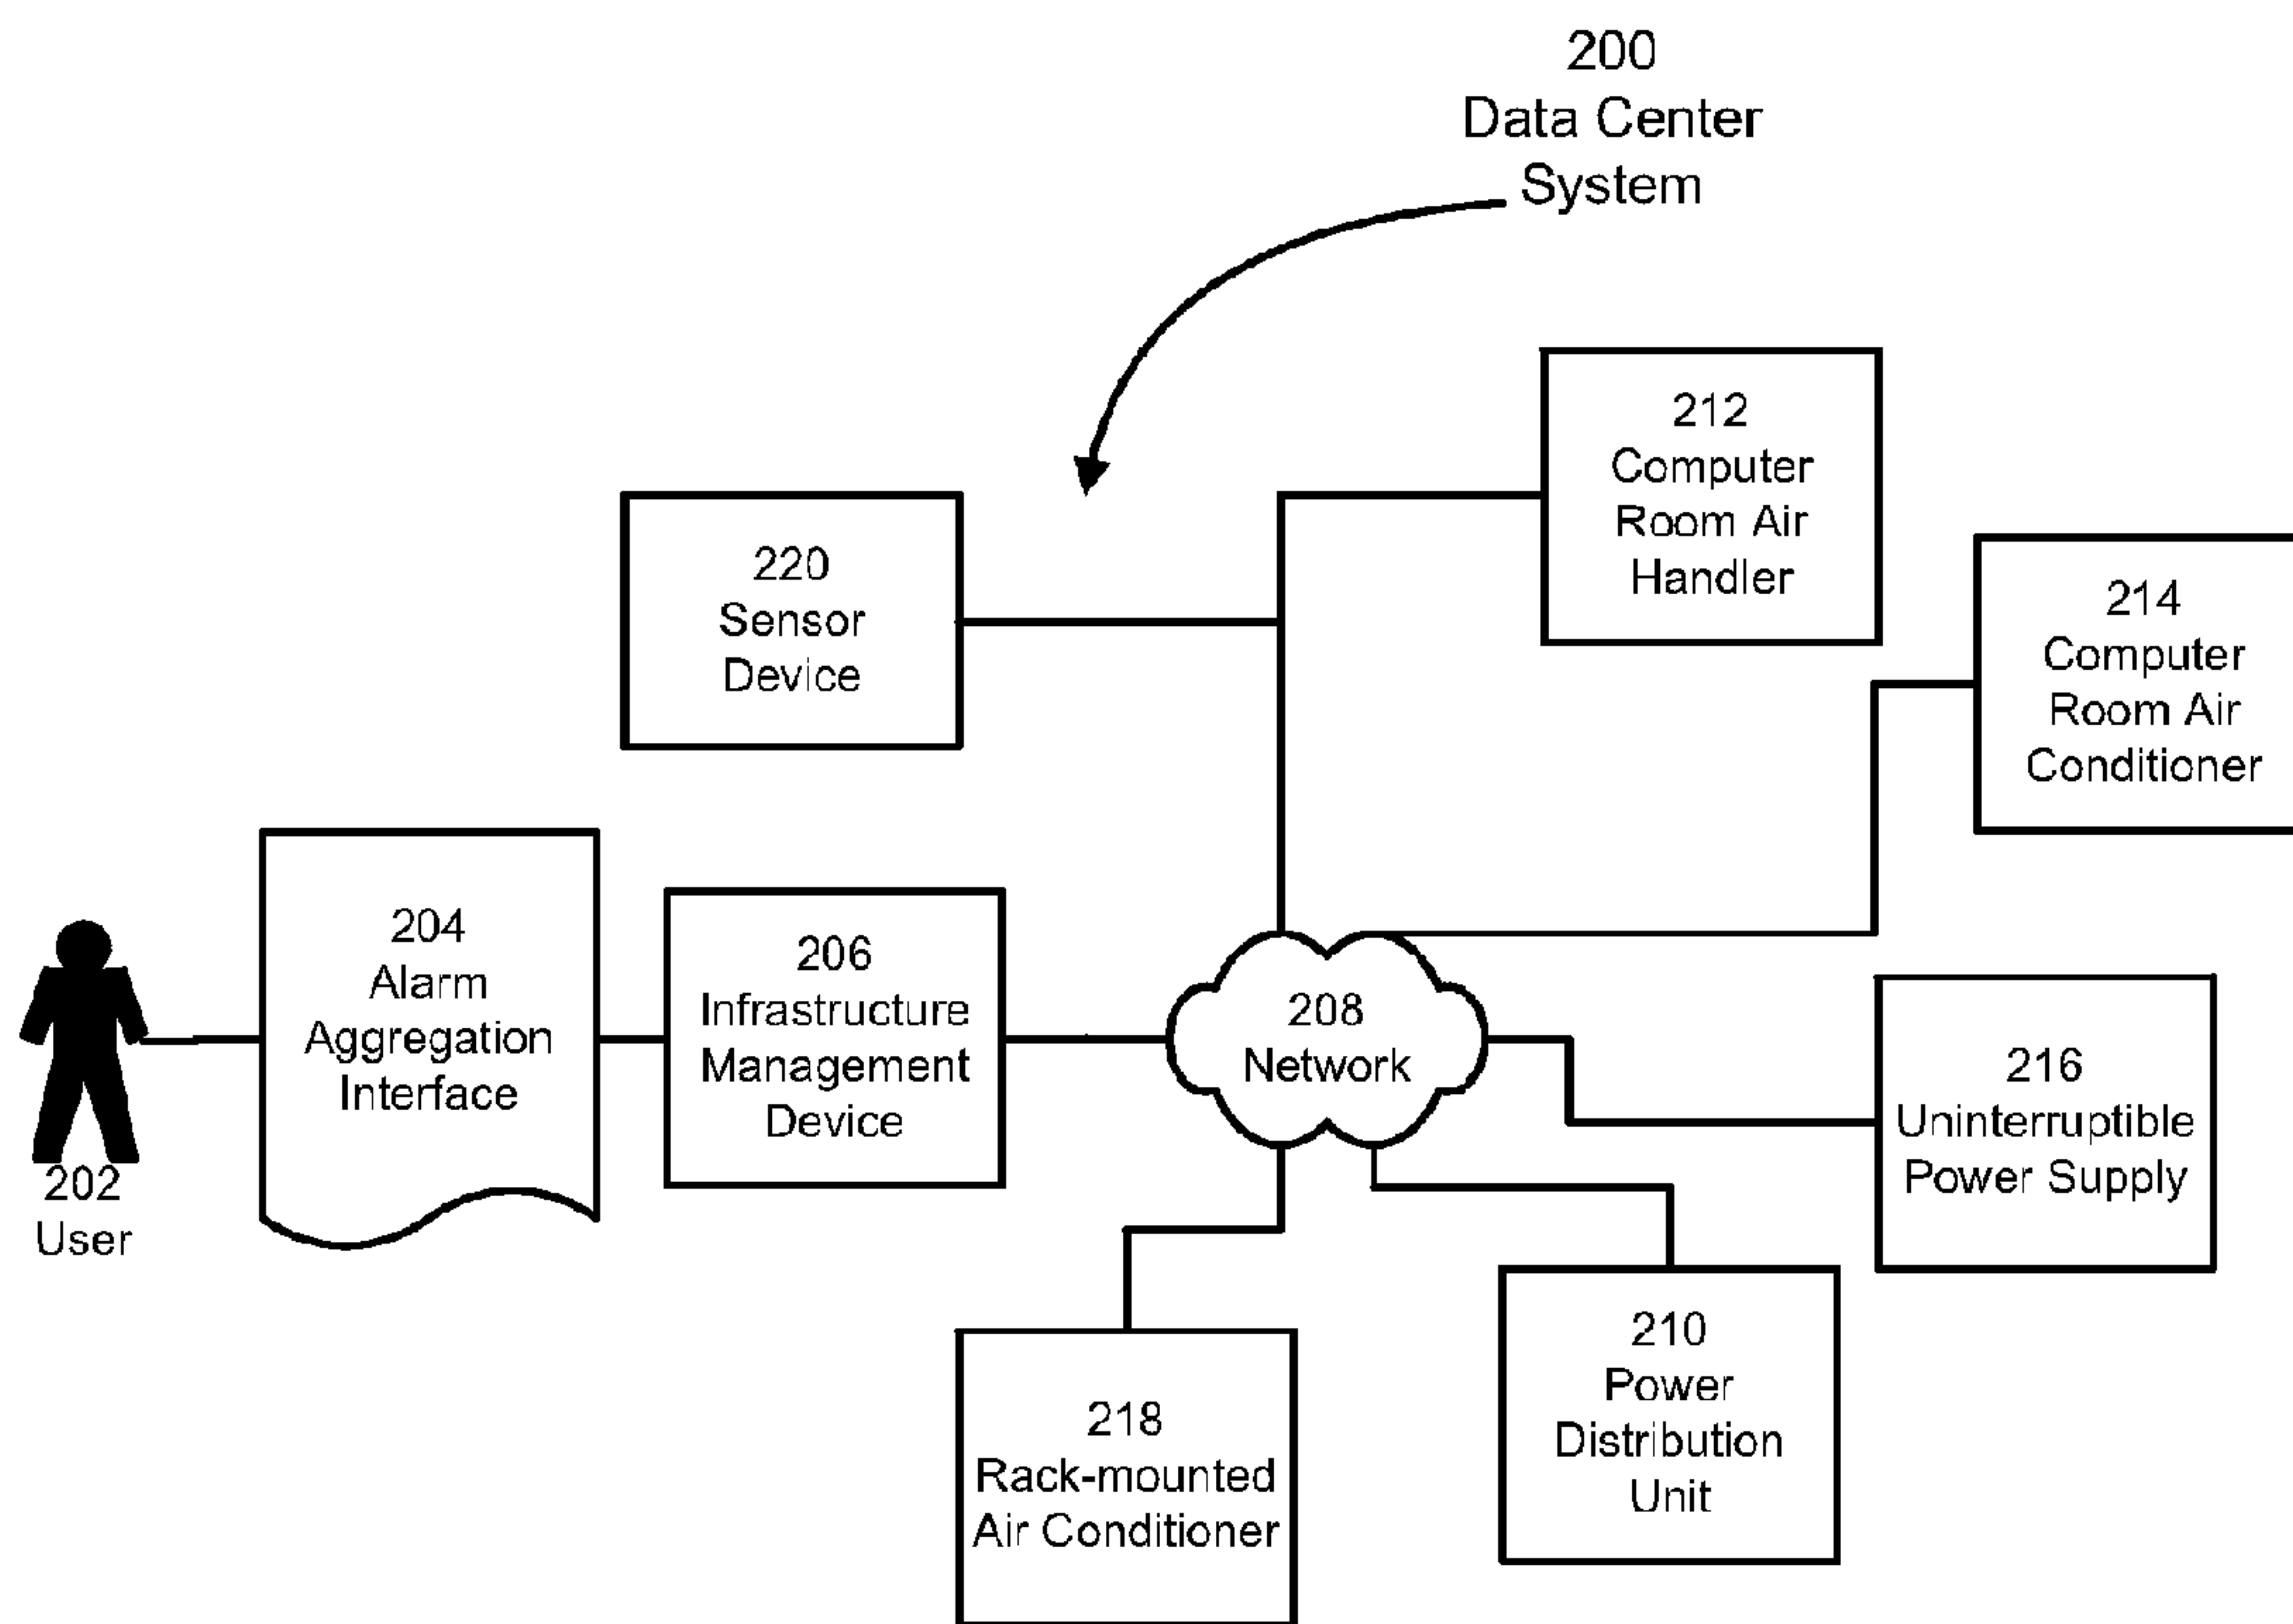 200
Data Center
System
212
Computer
Room Air
Handler
220
Sensor
Device
214
Computer
Room Air
Conditioner
204
Alarm
Aggregation
Interface
206
Infrastructure
Management
Device
208
Network
216
Uninterruptible
Power Supply
202
User
210
Power
Distribution
Unit
218
Rack-mounted
Air Conditioner